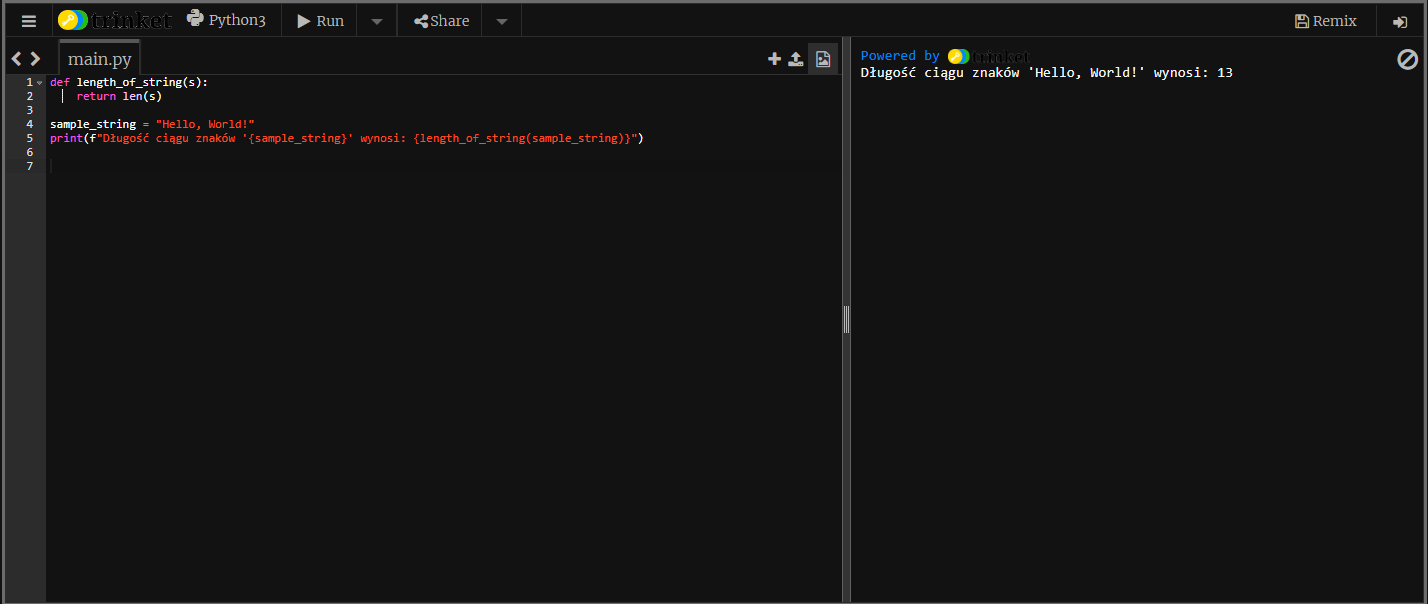 trinket Python3 Run Share Remix
main.py
1 def length_of_string(s):
2 return len(s)
3
4 sample_string = "Hello, World!"
5 print(f"Długość ciągu znaków '{sample_string}' wynosi: {length_of_string(sample_string)}")
6
7
Powered by trinket
Długość ciągu znaków 'Hello, World!' wynosi: 13